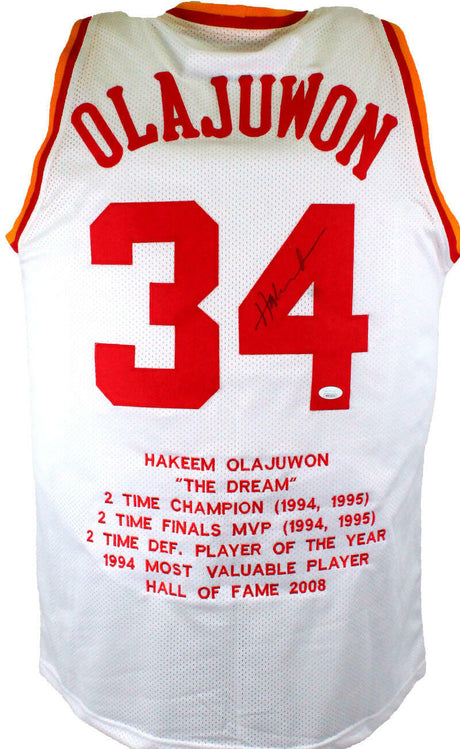 OLAJUWON
34
Hakeem
HAKEEM OLAJUWON
"THE DREAM"
2 TIME CHAMPION (1994, 1995)
2 TIME FINALS MVP (1994, 1995)
2 TIME DEF. PLAYER OF THE YEAR
1994 MOST VALUABLE PLAYER
HALL OF FAME 2008